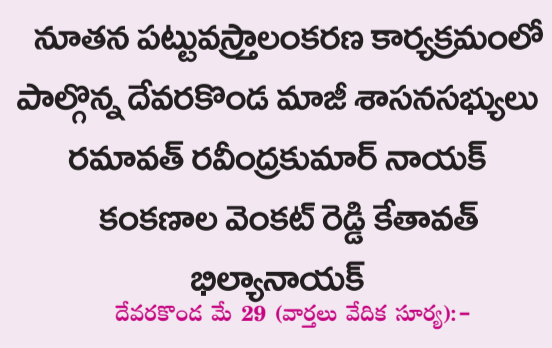 నూతన పట్టువస్త్రాలంకరణ కార్యక్రమంలో
పాల్గొన్న దేవరకొండ మాజీ శాసనసభ్యులు
రమావత్ రవీంద్రకుమార్ నాయక్
కంకణాల వెంకట్ రెడ్డి కేతావత్
భిల్యానాయక్
దేవరకొండ మే 29 (వార్తలు వేదిక సూర్య):-